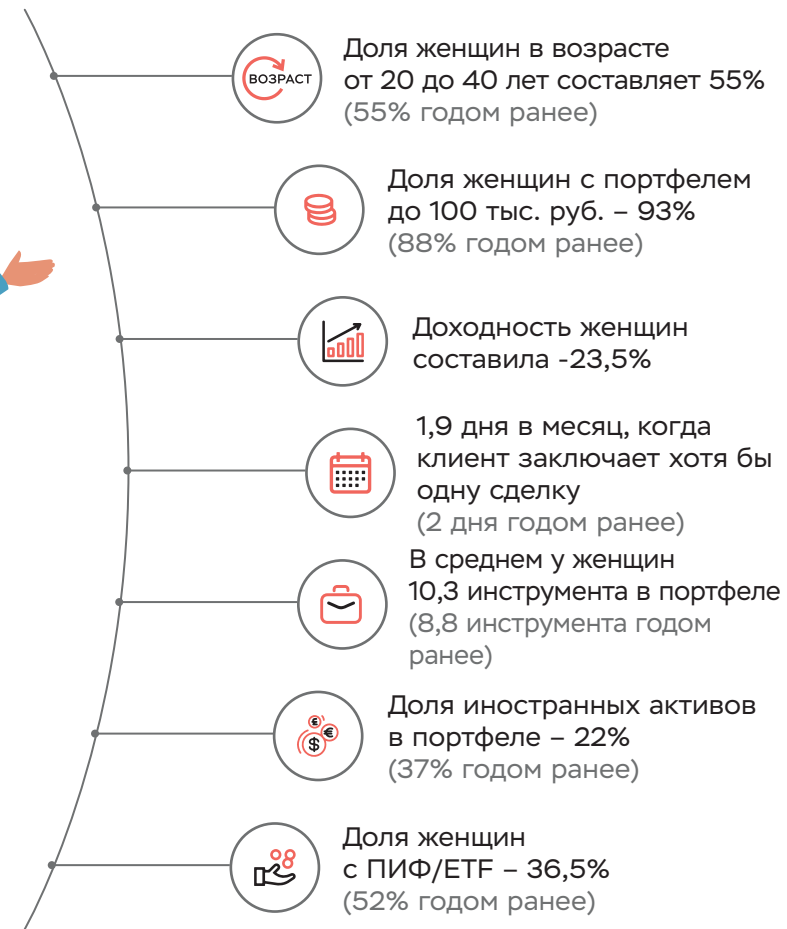 ВОЗРАСТ
Доля женщин в возрасте
от 20 до 40 лет составляет 55%
(55% годом ранее)
Доля женщин с портфелем
до 100 тыс. руб. – 93%
(88% годом ранее)
Доходность женщин
составила -23,5%
1,9 дня в месяц, когда
клиент заключает хотя бы
одну сделку
(2 дня годом ранее)
В среднем у женщин
10,3 инструмента в портфеле
(8,8 инструмента годом
ранее)
€
€
$
Доля иностранных активов
в портфеле – 22%
(37% годом ранее)
Доля женщин
с ПИФ/ETF – 36,5%
(52% годом ранее)